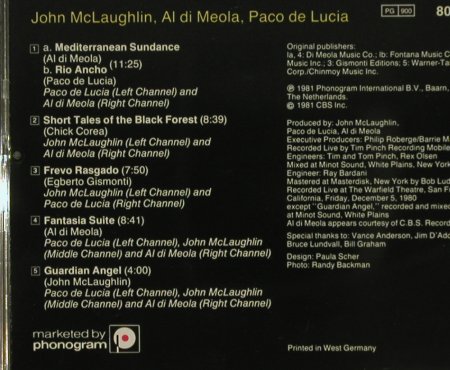 John McLaughlin, Al di Meola, Paco de Lucia
PG 900
80
1 a. Mediterranean Sundance
(Al di Meola)
b. Rio Ancho (11:25)
(Paco de Lucia)
Paco de Lucia (Left Channel) and
Al di Meola (Right Channel)
2 Short Tales of the Black Forest (8:39)
(Chick Corea)
John McLaughlin (Left Channel) and
Al di Meola (Right Channel)
3 Frevo Rasgado (7:50)
(Egberto Gismonti)
Paco de Lucia (Left Channel) and
John McLaughlin (Right Channel)
4 Fantasia Suite (8:41)
(Al di Meola)
Paco de Lucia (Left Channel), John McLaughlin
(Middle Channel) and Al di Meola (Right Channel)
5 Guardian Angel (4:00)
(John McLaughlin)
Paco de Lucia (Left Channel), John McLaughlin
(Middle Channel) and Al di Meola (Right Channel)
marketed by
phonogram
Original publishers:
1a, 4: Di Meola Music Co.; 1b: Fontana Music C
Music Inc.; 3: Gismonti Editions; 5: Warner-Ta
Corp./Chinmoy Music Inc.
℗ 1981 Phonogram International B.V., Baarn,
The Netherlands.
© 1981 CBS Inc.
Produced by: John McLaughlin,
Paco de Lucia, Al di Meola
Executive Producers: Philip Roberge/Barrie M
Recorded Live by Tim Pinching Recording Mobile
Engineers: Tim and Tom Pinch, Rex Olsen
Mixed at Minot Sound, White Plains, New York
Engineer: Ray Bardani
Mastered at Masterdisk, New York by Bob Lud
Recorded Live at The Warfield Theatre, San Fr
California, Friday, December 5, 1980
except "Guardian Angel," recorded and mixed
at Minot Sound, White Plains
Al di Meola appears courtesy of C.B.S. Record
Special thanks to: Vance Anderson, Jim D'Add
Bruce Lundvall, Bill Graham
Design: Paula Scher
Photo: Randy Backman
Printed in West Germany